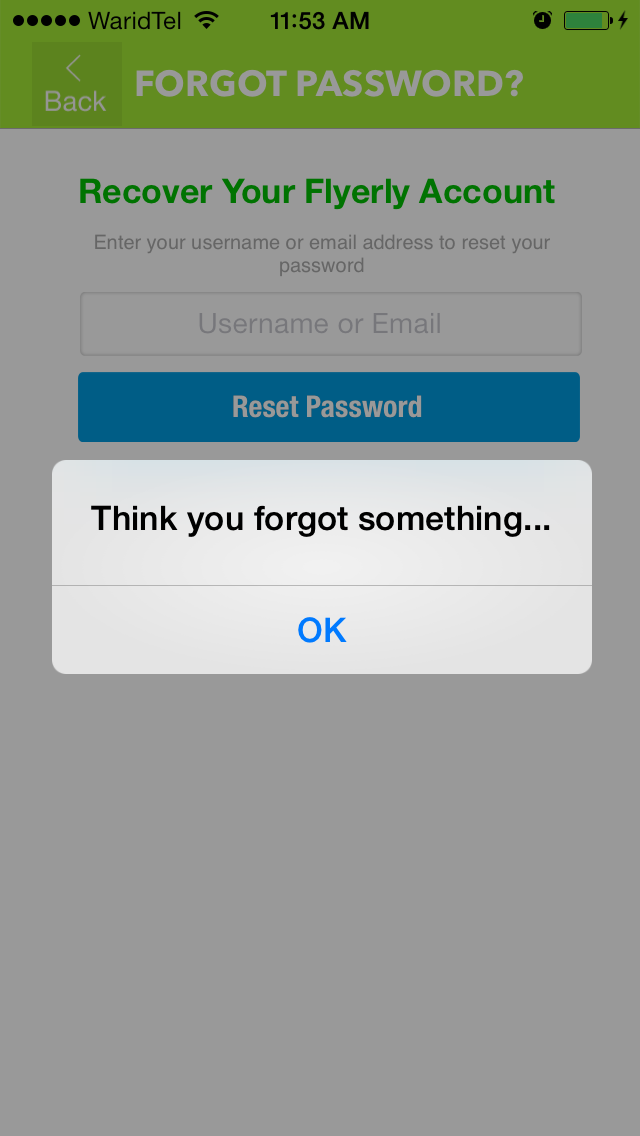 WaridTel 11:53 AM
Back
FORGOT PASSWORD?
Recover Your Flyerly Account
Enter your username or email address to reset your
password
Username or Email
Reset Password
Think you forgot something...
OK